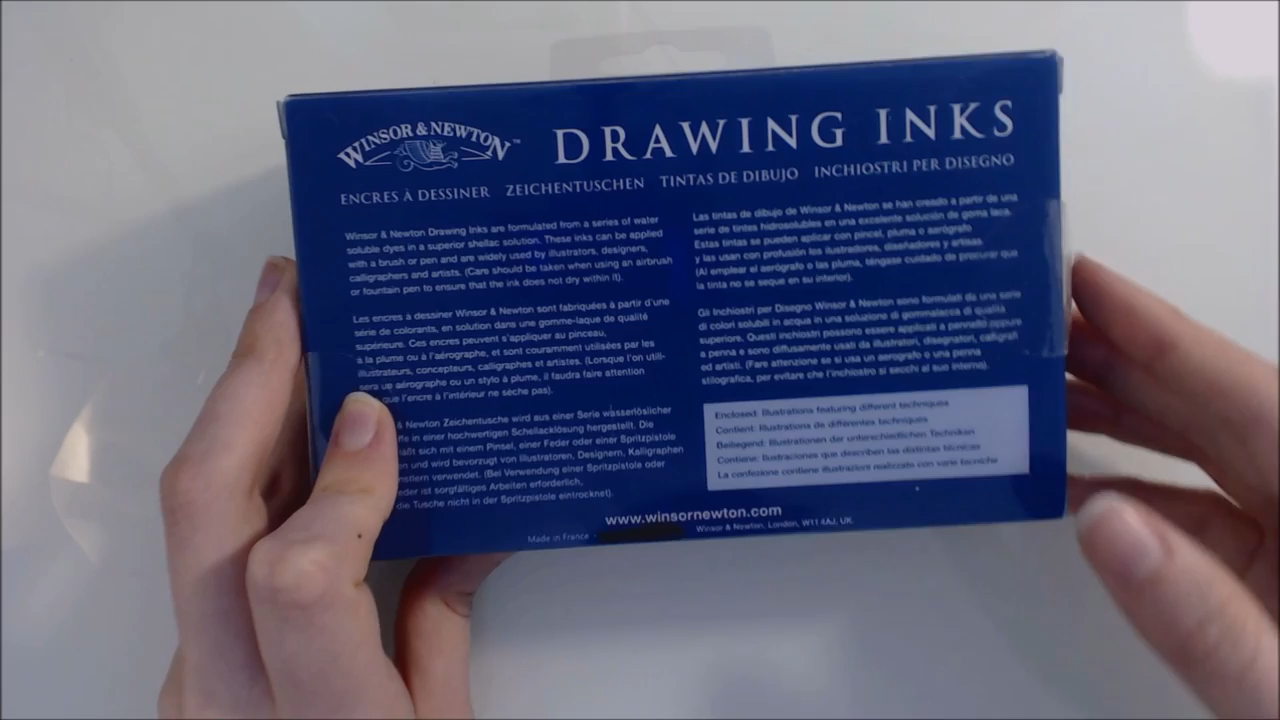 WINSOR & NEWTON™
DRAWING INKS
ENCRES À DESSINER ZEICHENTUSCHEN TINTAS DE DIBUJO INCHIOSTRI PER DISEGNO
Winsor & Newton Drawing Inks are formulated from a series of water
soluble dyes in a superior shellac solution. These inks can be applied
with a brush or pen and are widely used by illustrators, designers,
calligraphers and artists. (Care should be taken when using an airbrush
or fountain pen to ensure that the ink does not dry within it).
Les encres à dessiner Winsor & Newton sont fabriquées à partir d'une
série de colorants, en solution dans une gomme-laque de qualité
supérieure. Ces encres peuvent s'appliquer au pinceau,
à la plume ou à l'aérographe, et sont couramment utilisées par les
illustrateurs, concepteurs, calligraphes et artistes. (Lorsque l'on utili-
sera un aérographe ou un stylo à plume, il faudra faire attention
que l'encre à l'intérieur ne sèche pas).
& Newton Zeichentusche wird aus einer Serie wasserlöslicher
ffe in einer hochwertigen Schellacklösung hergestellt. Die
äßt sich mit einem Pinsel, einer Feder oder einer Spritzpistole
en und wird bevorzugt von Illustratoren, Designern, Kalligraphen
nstlern verwendet. (Bei Verwendung einer Spritzpistole oder
eder ist sorgfältiges Arbeiten erforderlich,
die Tusche nicht in der Spritzpistole eintrocknet).
Las tintas de dibujo de Winsor & Newton se han creado a partir de una
serie de tintes hidrosolubles en una excelente solución de goma laca.
Estas tintas se pueden aplicar con pincel, pluma o aerógrafo
y las usan con profusión los ilustradores, diseñadores y artistas.
(Al emplear el aerógrafo o las pluma, téngase cuidado de procurar que
la tinta no se seque en su interior).
Gli Inchiostri per Disegno Winsor & Newton sono formulati da una serie
di colori solubili in acqua in una soluzione di gommalacca di qualità
superiore. Questi inchiostri possono essere applicati a pennello oppure
a penna e sono diffusamente usati da illustratori, disegnatori, calligrafi
ed artisti. (Fare attenzione se si usa un aerografo o una penna
stilografica, per evitare che l'inchiostro si secchi al suo interno).
Enclosed: Illustrations featuring different techniques
Contient: Illustrations de différentes techniques
Beiliegend: Illustrationen der unterschiedlichen Techniken
Contiene: Ilustraciones que describen las distintas técnicas
La confezione contiene illustrazioni realizzate con varie tecniche
www.winsornewton.com
Made in France · Winsor & Newton, London, W11 4AJ, UK.